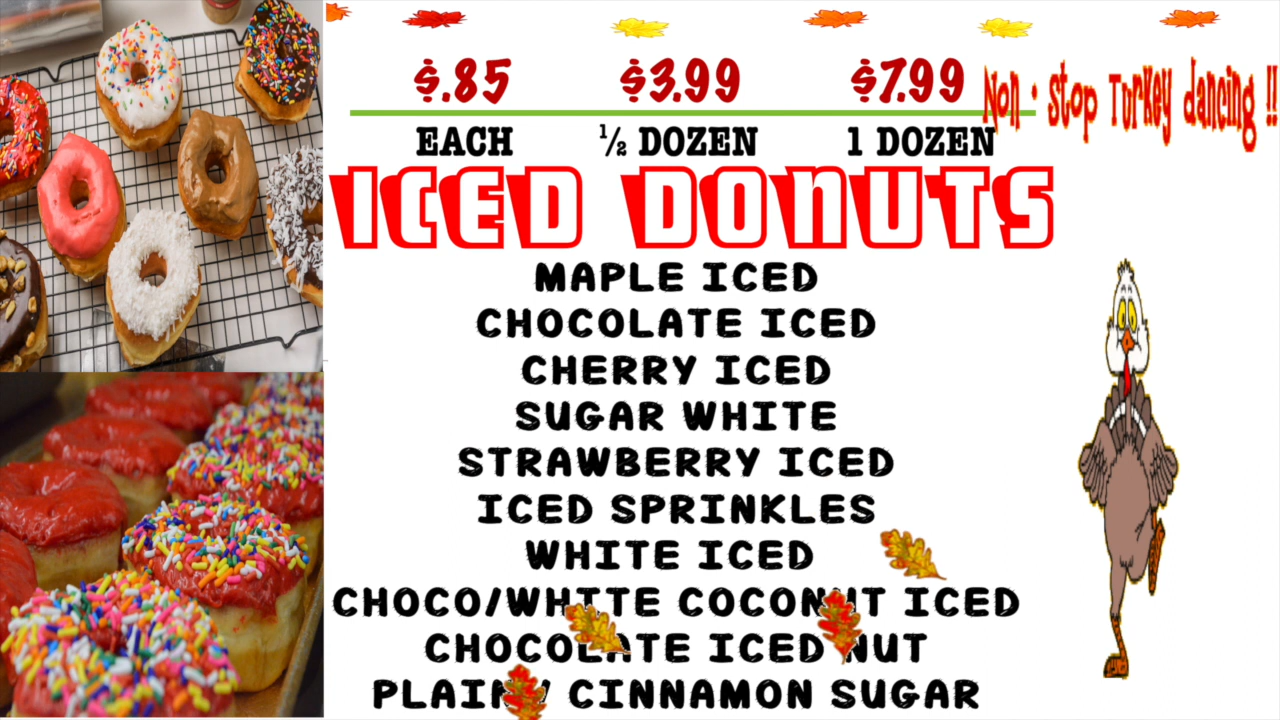 $.85 $3.99 $7.99
EACH ½ DOZEN 1 DOZEN
Non - stop Turkey dancing !!
ICED DONUTS
MAPLE ICED
CHOCOLATE ICED
CHERRY ICED
SUGAR WHITE
STRAWBERRY ICED
ICED SPRINKLES
WHITE ICED
CHOCO/WHITE COCONUT ICED
CHOCOLATE ICED NUT
PLAIN/ CINNAMON SUGAR